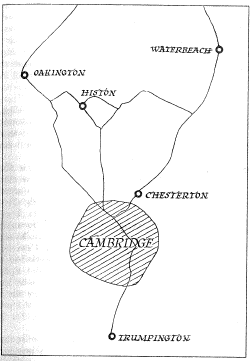 WATERBEACH
OAKINGTON
HISTON
CHESTERTON
CAMBRIDGE
TRUMPINGTON